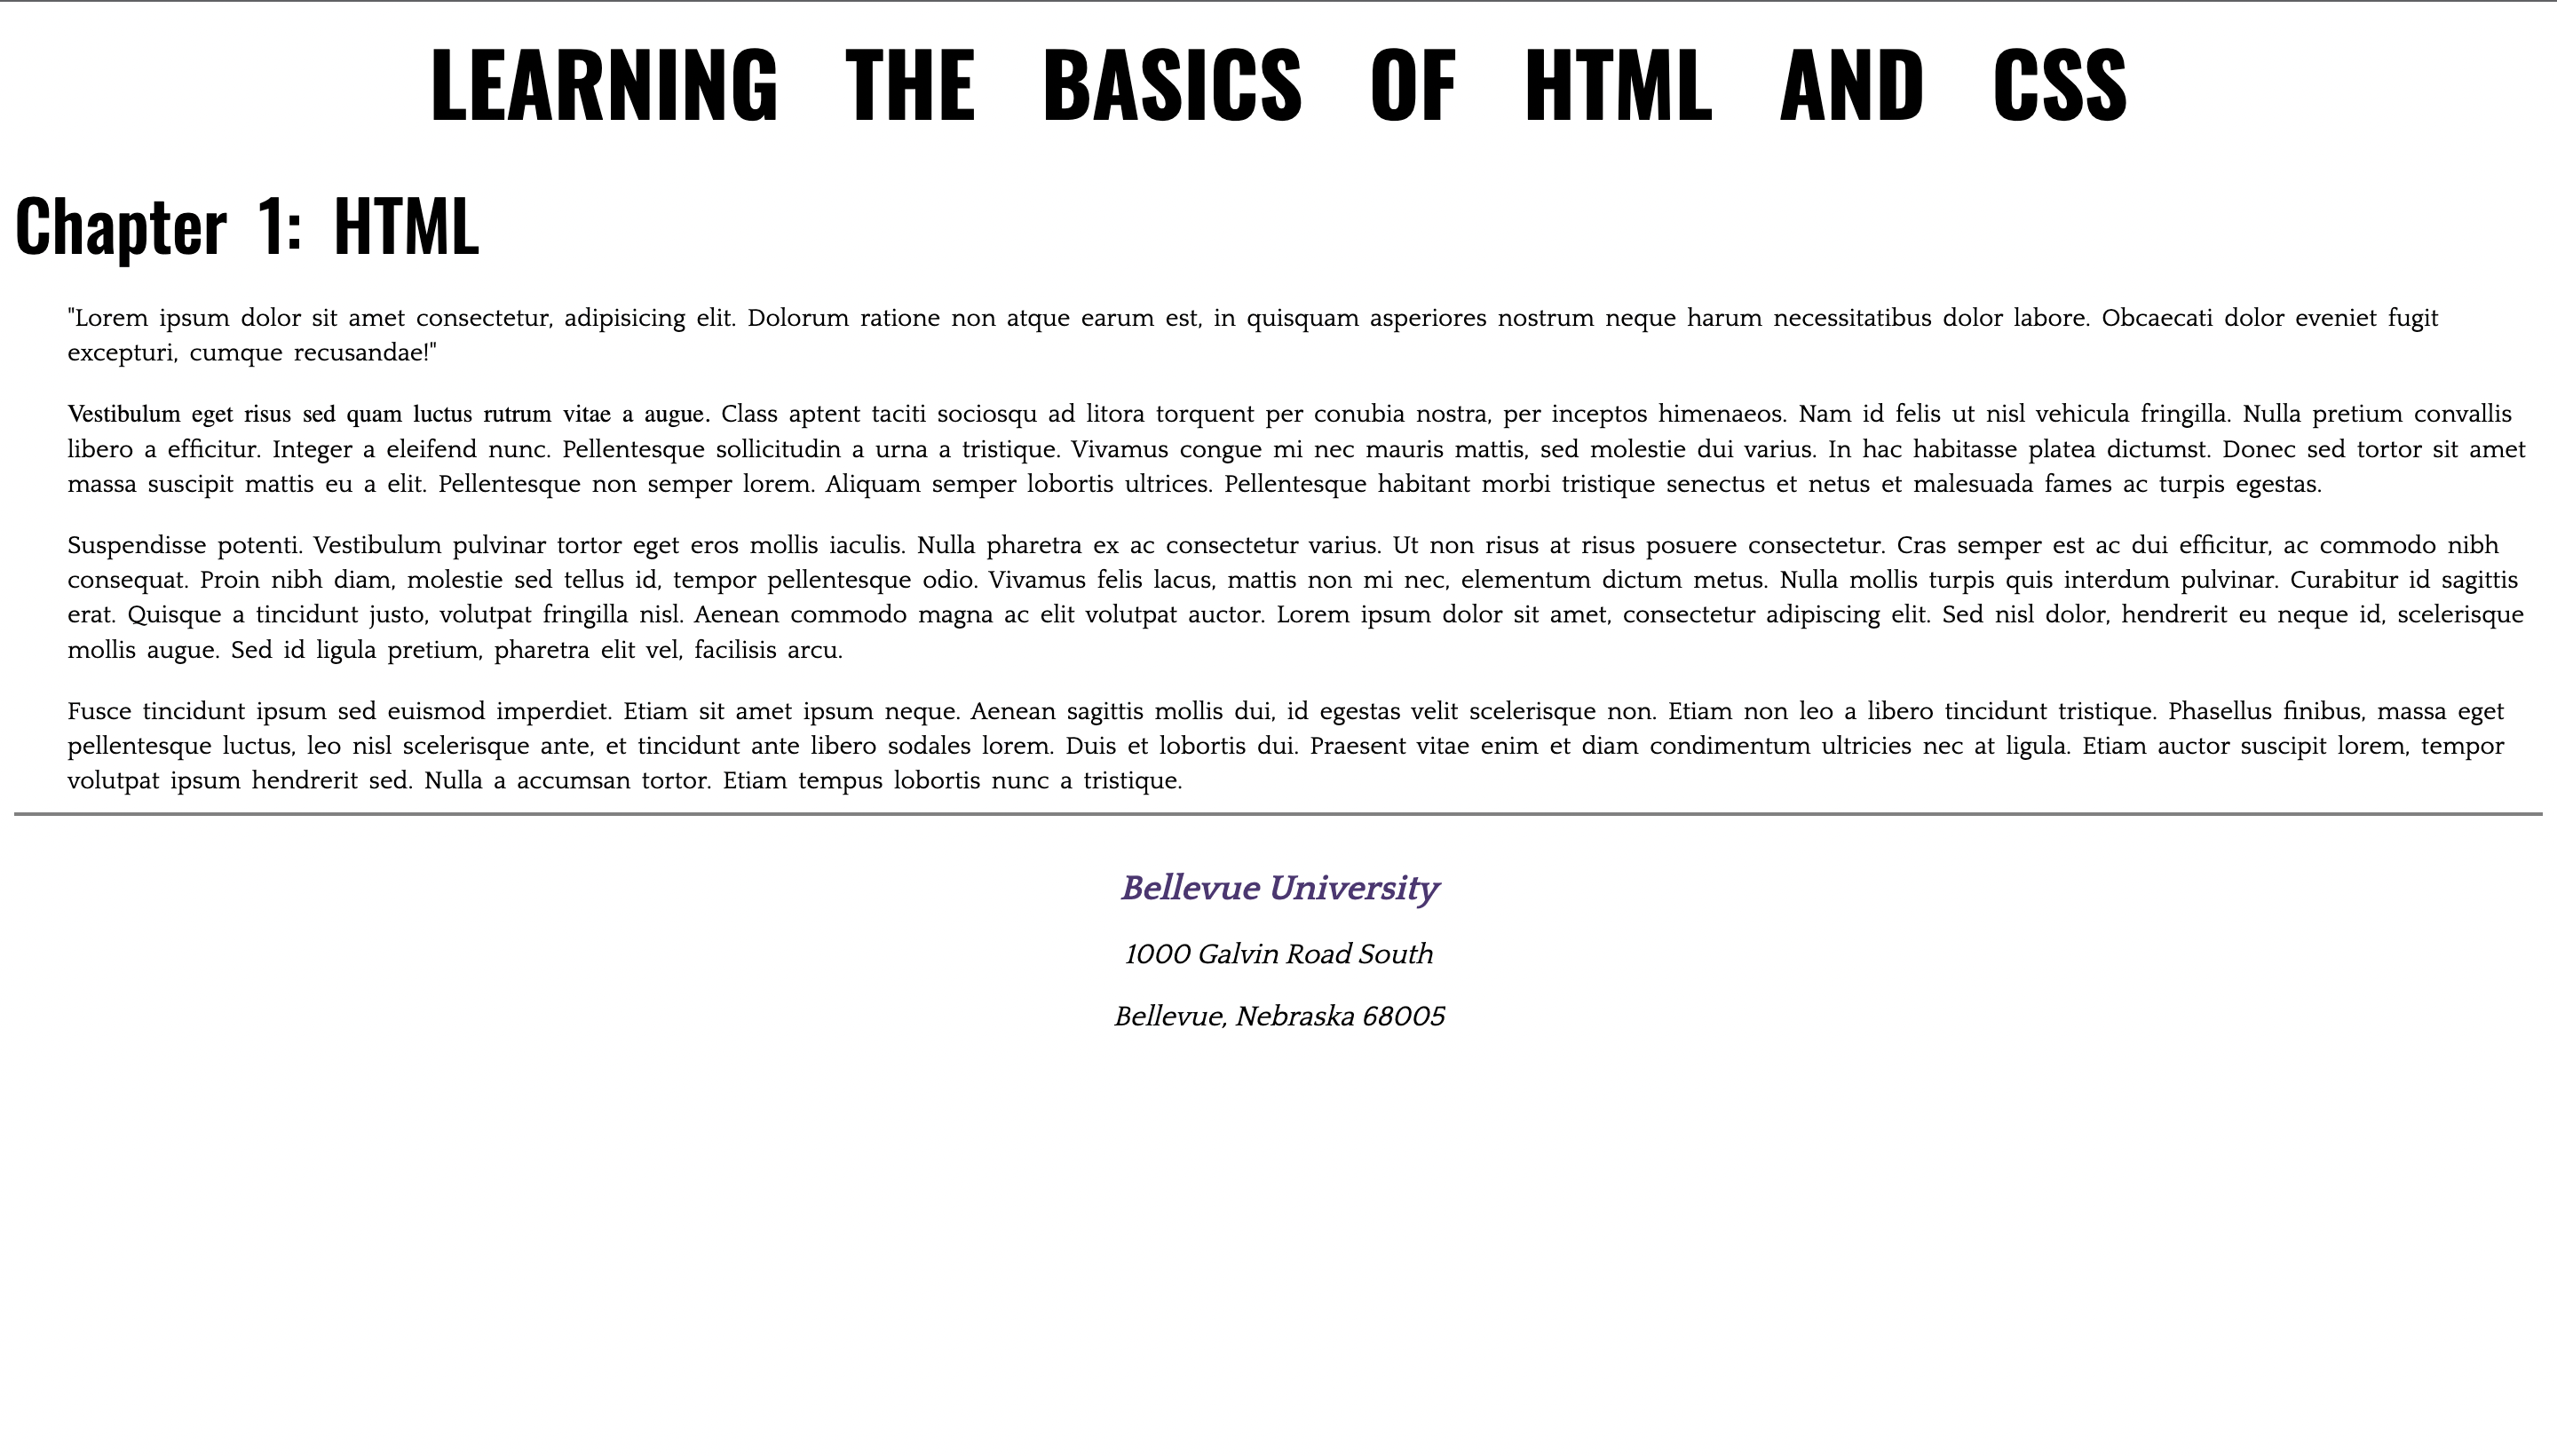 LEARNING THE BASICS OF HTML AND CSS
Chapter 1: HTML
"Lorem ipsum dolor sit amet consectetur, adipisicing elit. Dolorum ratione non atque earum est, in quisquam asperiores nostrum neque harum necessitatibus dolor labore. Obcaecati dolor eveniet fugit
excepturi, cumque recusandae!"
Vestibulum eget risus sed quam luctus rutrum vitae a augue. Class aptent taciti sociosqu ad litora torquent per conubia nostra, per inceptos himenaeos. Nam id felis ut nisl vehicula fringilla. Nulla pretium convallis
libero a efficitur. Integer a eleifend nunc. Pellentesque sollicitudin a urna a tristique. Vivamus congue mi nec mauris mattis, sed molestie dui varius. In hac habitasse platea dictumst. Donec sed tortor sit amet
massa suscipit mattis eu a elit. Pellentesque non semper lorem. Aliquam semper lobortis ultrices. Pellentesque habitant morbi tristique senectus et netus et malesuada fames ac turpis egestas.
Suspendisse potenti. Vestibulum pulvinar tortor eget eros mollis iaculis. Nulla pharetra ex ac consectetur varius. Ut non risus at risus posuere consectetur. Cras semper est ac dui efficitur, ac commodo nibh
consequat. Proin nibh diam, molestie sed tellus id, tempor pellentesque odio. Vivamus felis lacus, mattis non mi nec, elementum dictum metus. Nulla mollis turpis quis interdum pulvinar. Curabitur id sagittis
erat. Quisque a tincidunt justo, volutpat fringilla nisl. Aenean commodo magna ac elit volutpat auctor. Lorem ipsum dolor sit amet, consectetur adipiscing elit. Sed nisl dolor, hendrerit eu neque id, scelerisque
mollis augue. Sed id ligula pretium, pharetra elit vel, facilisis arcu.
Fusce tincidunt ipsum sed euismod imperdiet. Etiam sit amet ipsum neque. Aenean sagittis mollis dui, id egestas velit scelerisque non. Etiam non leo a libero tincidunt tristique. Phasellus finibus, massa eget
pellentesque luctus, leo nisl scelerisque ante, et tincidunt ante libero sodales lorem. Duis et lobortis dui. Praesent vitae enim et diam condimentum ultricies nec at ligula. Etiam auctor suscipit lorem, tempor
volutpat ipsum hendrerit sed. Nulla a accumsan tortor. Etiam tempus lobortis nunc a tristique.
Bellevue University
1000 Galvin Road South
Bellevue, Nebraska 68005